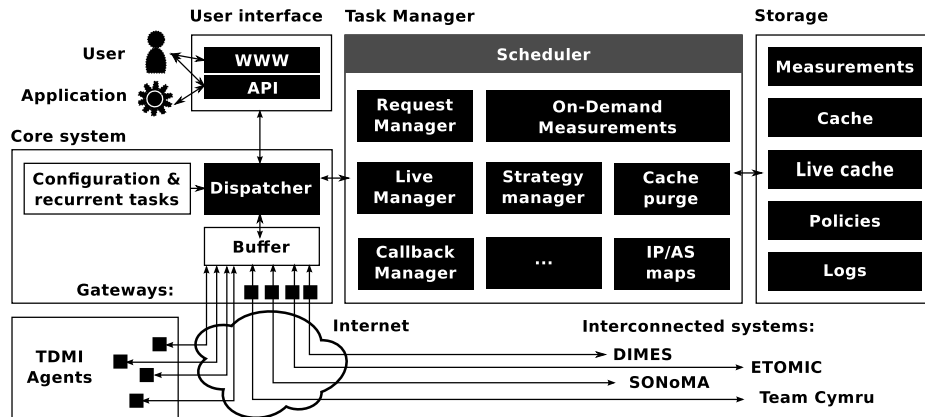 User interface
Task Manager
Storage
User
WWW
API
Application
Scheduler
Request
Manager
On-Demand
Measurements
Live
Manager
Strategy
manager
Cache
purge
Callback
Manager
...
IP/AS
maps
Measurements
Cache
Live cache
Policies
Logs
Core system
Configuration &
recurrent tasks
Dispatcher
Buffer
Gateways:
TDMI
Agents
Internet
Interconnected systems:
DIMES
ETOMIC
SONoMA
Team Cymru